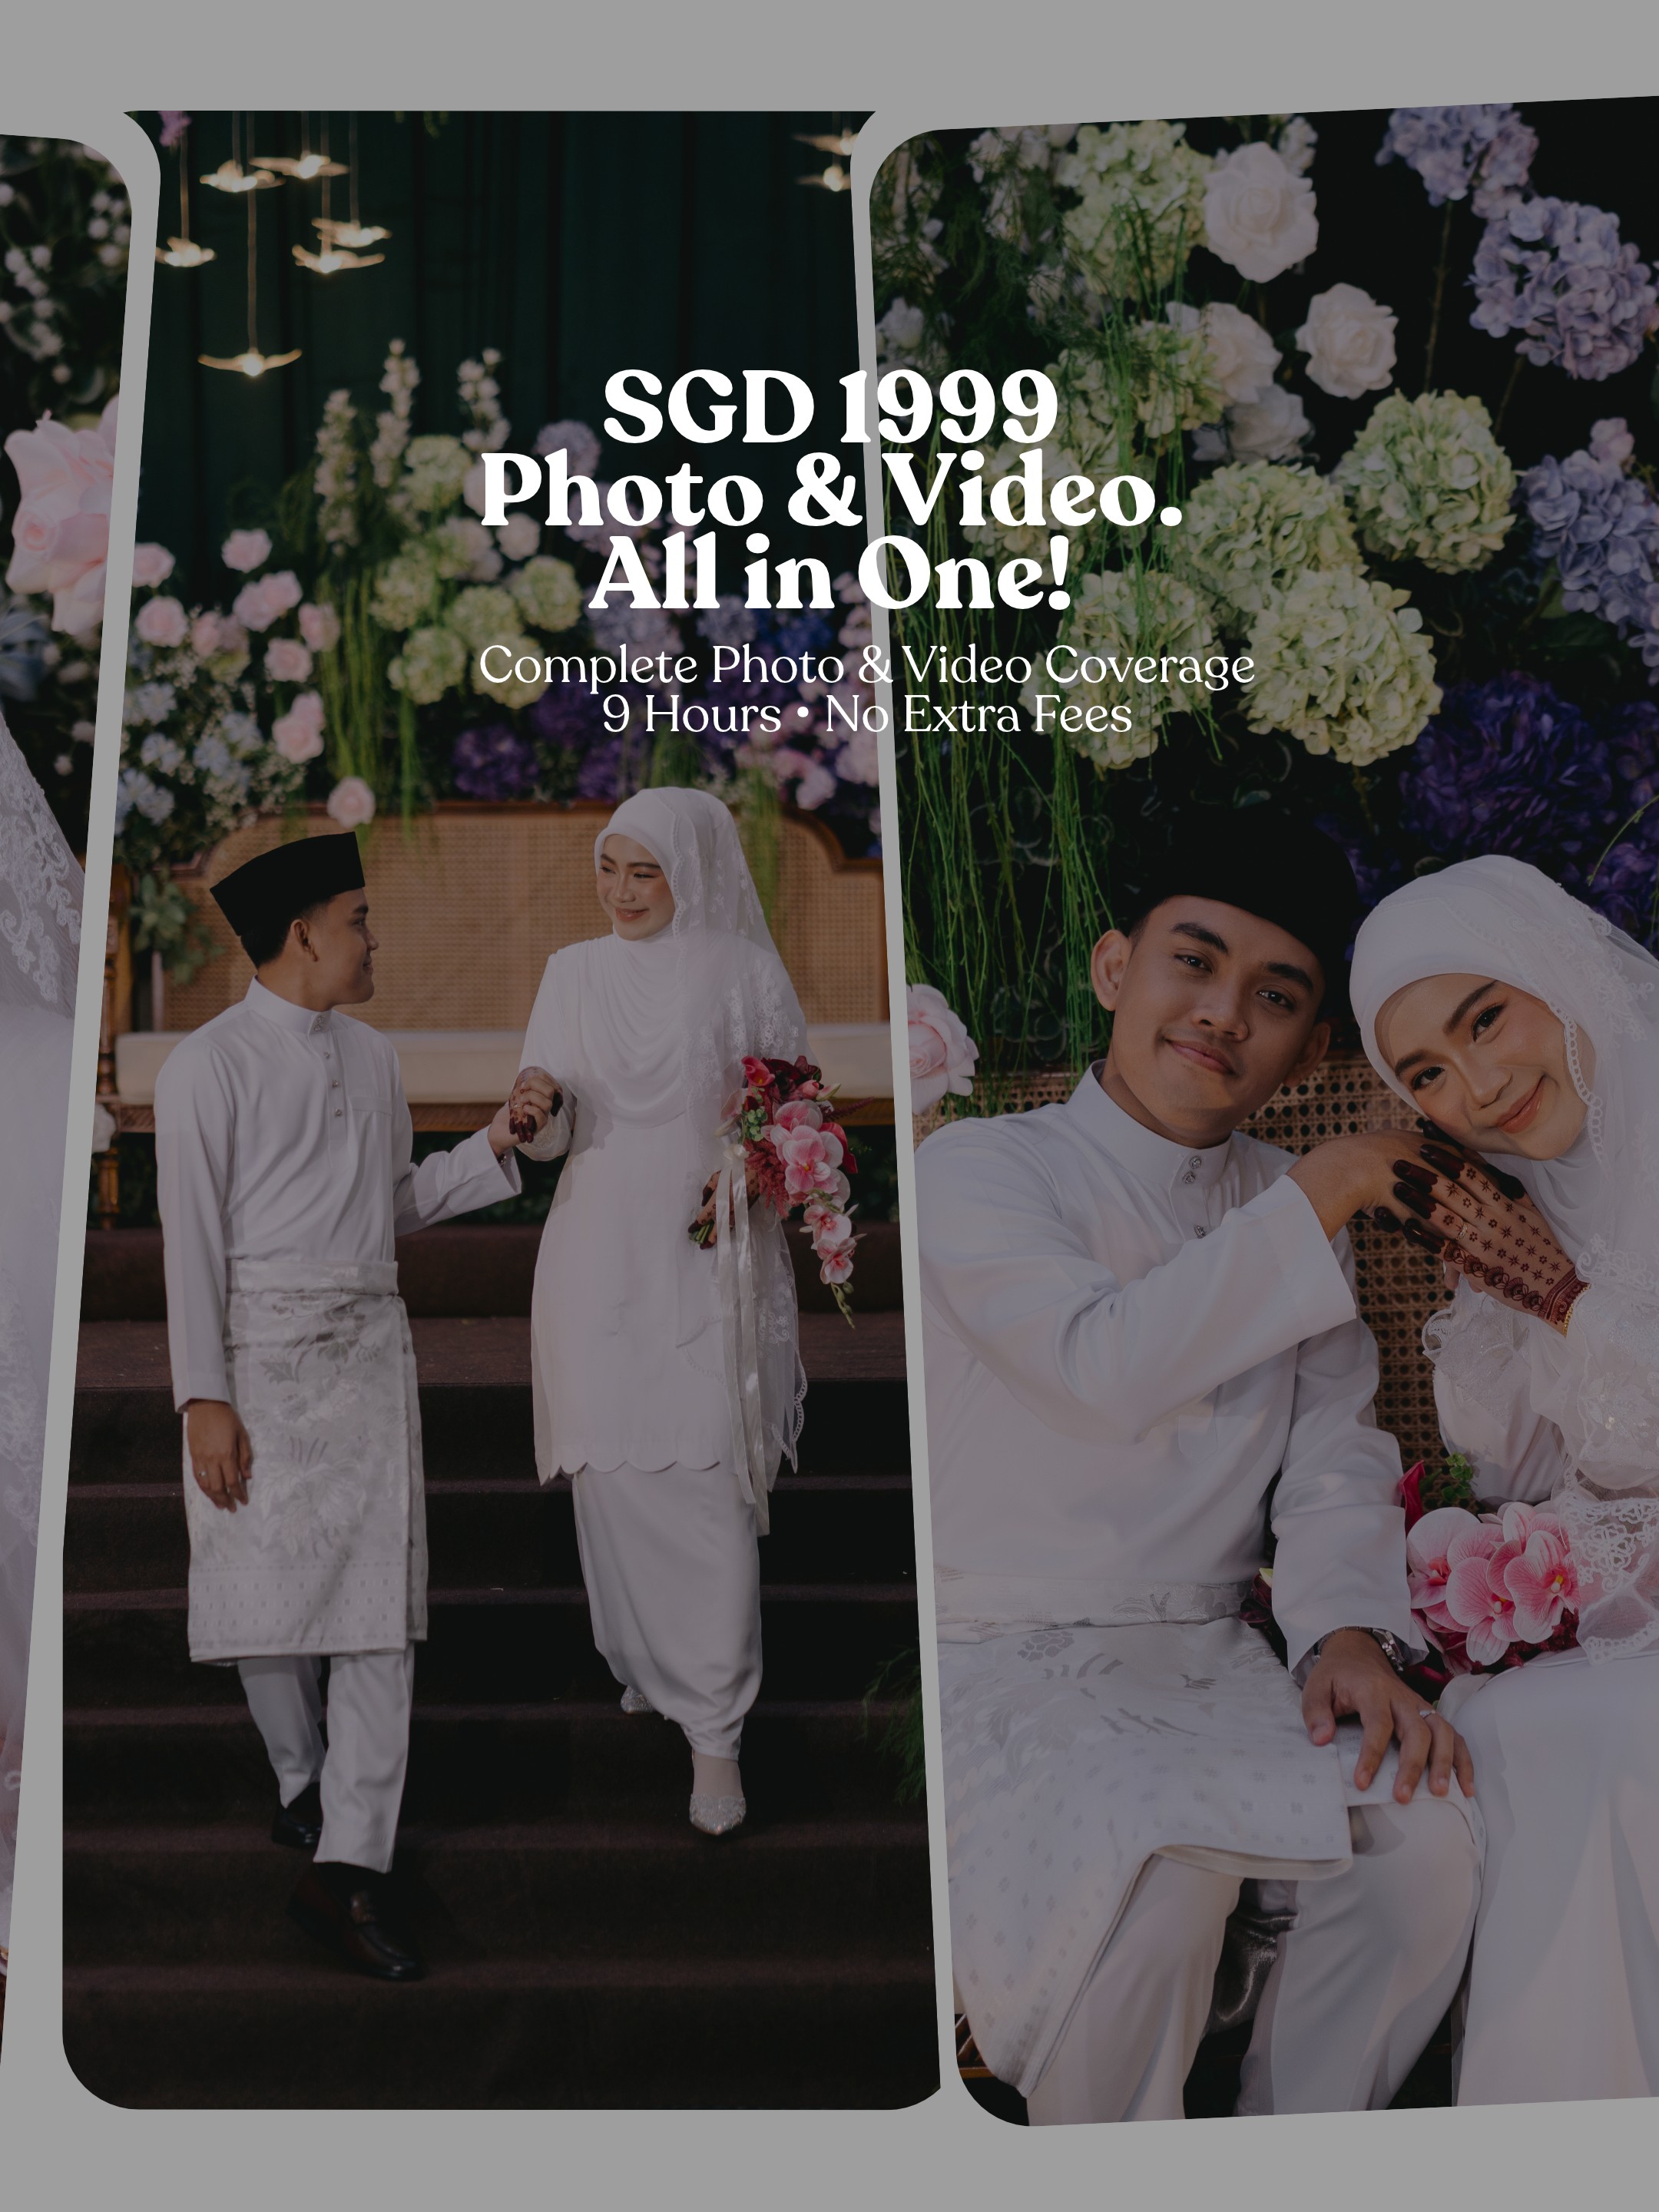 SGD 1999
Photo & Video.
All in One!
Complete Photo & Video Coverage
9 Hours • No Extra Fees